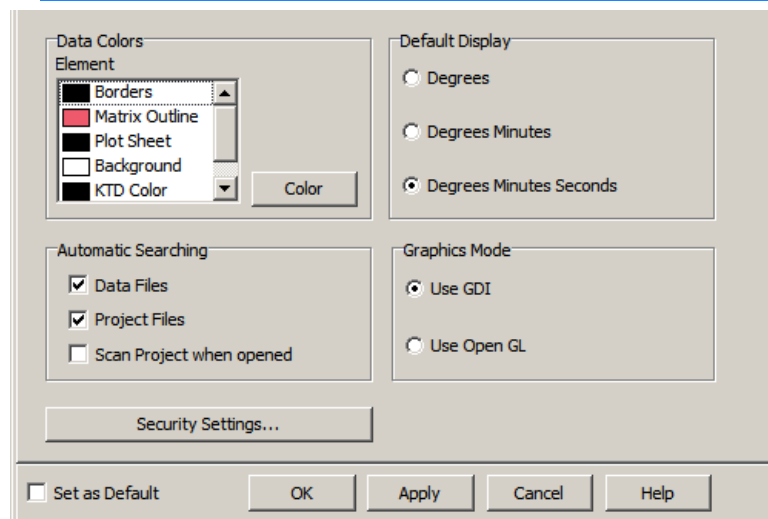 Data Colors
Element
Borders
Matrix Outline
Plot Sheet
Background
KTD Color
Color
Default Display
Degrees
Degrees Minutes
Degrees Minutes Seconds
Automatic Searching
Data Files
Project Files
Scan Project when opened
Graphics Mode
Use GDI
Use Open GL
Security Settings...
Set as Default
OK
Apply
Cancel
Help